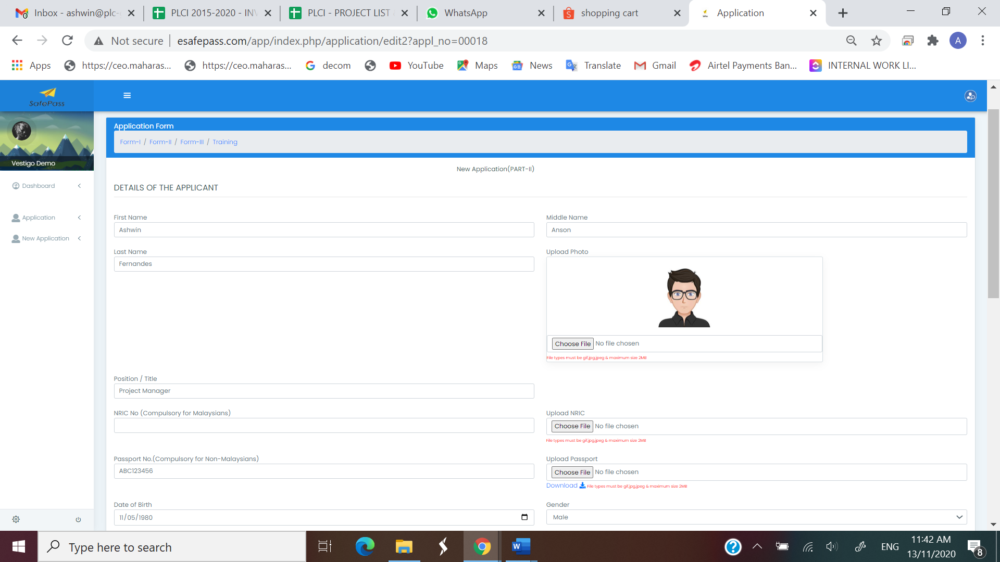 Inbox - ashwin@plc-
PLCI 2015-2020 - INV
PLCI - PROJECT LIST
WhatsApp
shopping cart
Application
Not secure
esafepass.com/app/index.php/application/edit2?appl_no=00018
A
Apps
https://ceo.maharas...
https://ceo.maharas...
decom
YouTube
Maps
News
Translate
Gmail
Airtel Payments Ban...
INTERNAL WORK LI...
SafePass
Application Form
Form-I / Form-II / Form-III / Training
Vestigo Demo
Dashboard
Application
New Application
New Application(PART-II)
DETAILS OF THE APPLICANT
First Name
Ashwin
Middle Name
Anson
Last Name
Fernandes
Upload Photo
Choose File No file chosen
File types must be gif,jpg,jpeg & maximum size 2MB
Position / Title
Project Manager
NRIC No (Compulsory for Malaysians)
Upload NRIC
Choose File No file chosen
File types must be gif,jpg,jpeg & maximum size 2MB
Passport No.(Compulsory for Non-Malaysians)
ABC123456
Upload Passport
Choose File No file chosen
Download File types must be gif,jpg,jpeg & maximum size 2MB
Date of Birth
11/05/1980
Gender
Male
Type here to search
ENG
11:42 AM
13/11/2020
8